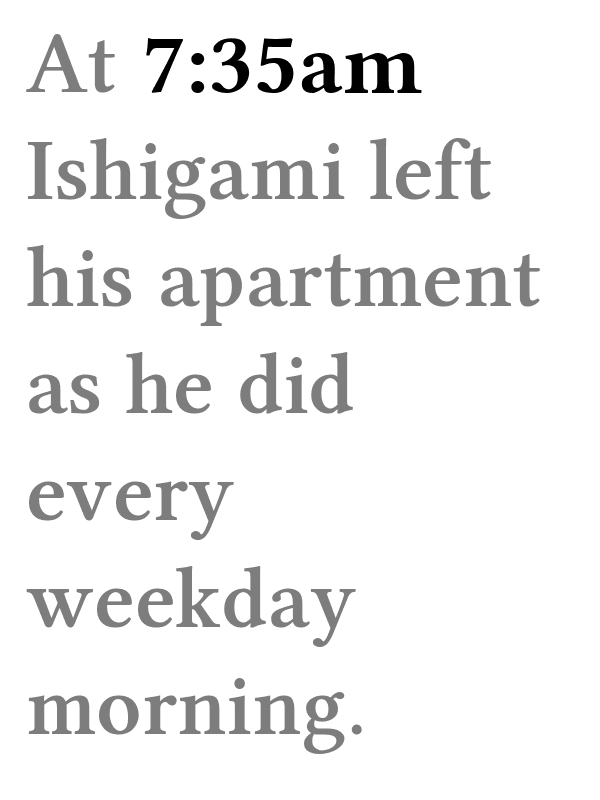 At 7:35am
Ishigami left
his apartment
as he did
every
weekday
morning.